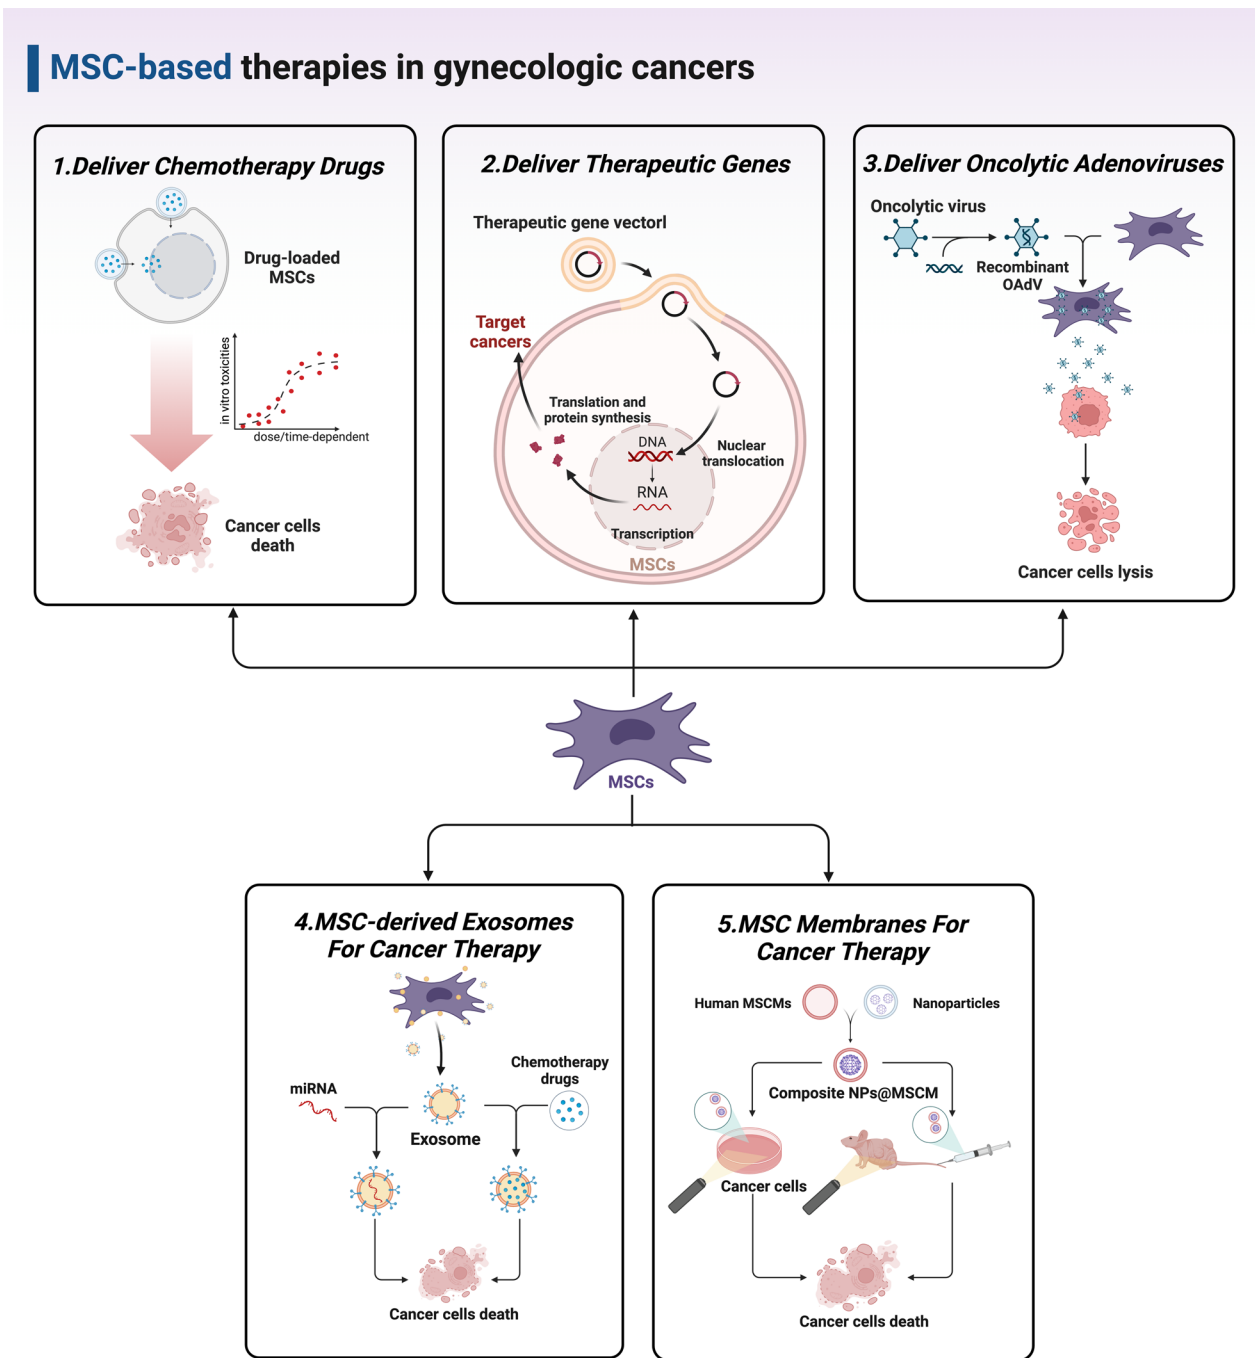 MSC-based therapies in gynecologic cancers
1.Deliver Chemotherapy Drugs
Drug-loaded
MSCs
in vitro toxicities
dose/time-dependent
Cancer cells
death
2.Deliver Therapeutic Genes
Therapeutic gene vectorl
Target
cancers
Translation and
protein synthesis
DNA
Nuclear
translocation
RNA
Transcription
MSCs
3.Deliver Oncolytic Adenoviruses
Oncolytic virus
Recombinant
OAdV
Cancer cells lysis
MSCs
4.MSC-derived Exosomes
For Cancer Therapy
Chemotherapy
drugs
miRNA
Exosome
Cancer cells death
5.MSC Membranes For
Cancer Therapy
Human MSCMs
Nanoparticles
Composite NPs@MSCM
Cancer cells
Cancer cells death